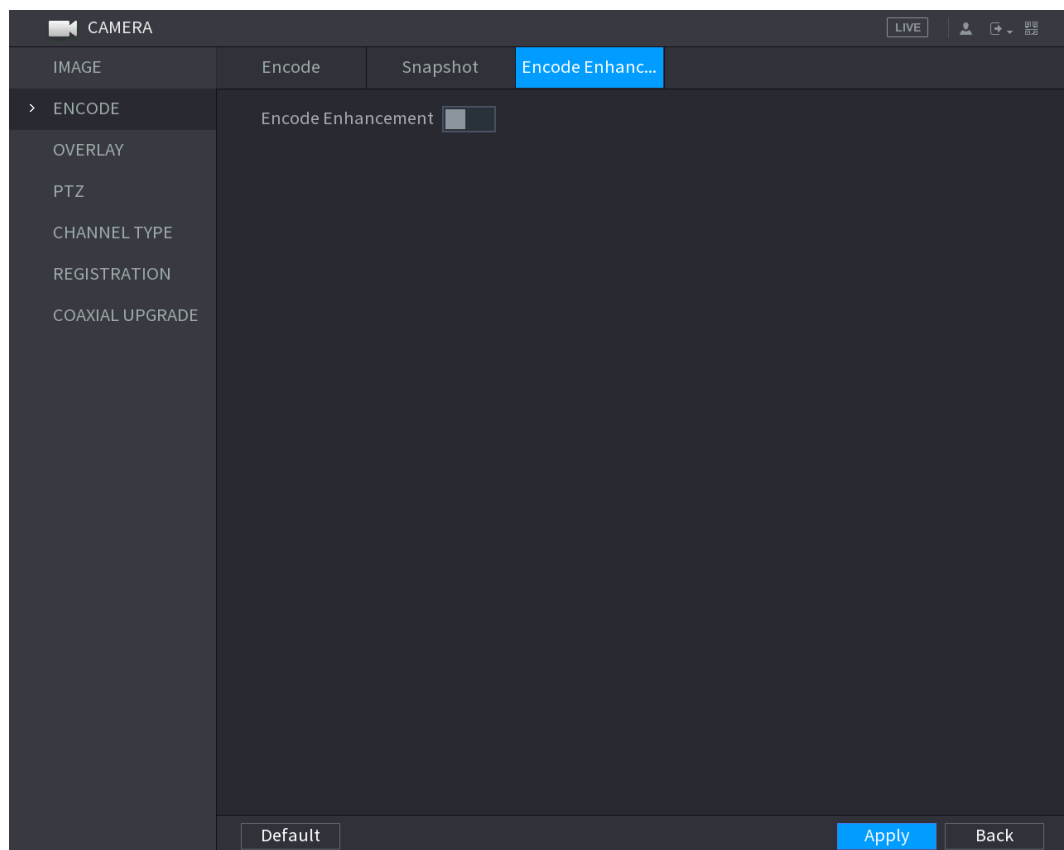 CAMERA LIVE
IMAGE Encode Snapshot Encode Enhanc...
ENCODE Encode Enhancement
OVERLAY
PTZ
CHANNEL TYPE
REGISTRATION
COAXIAL UPGRADE
Default Apply Back